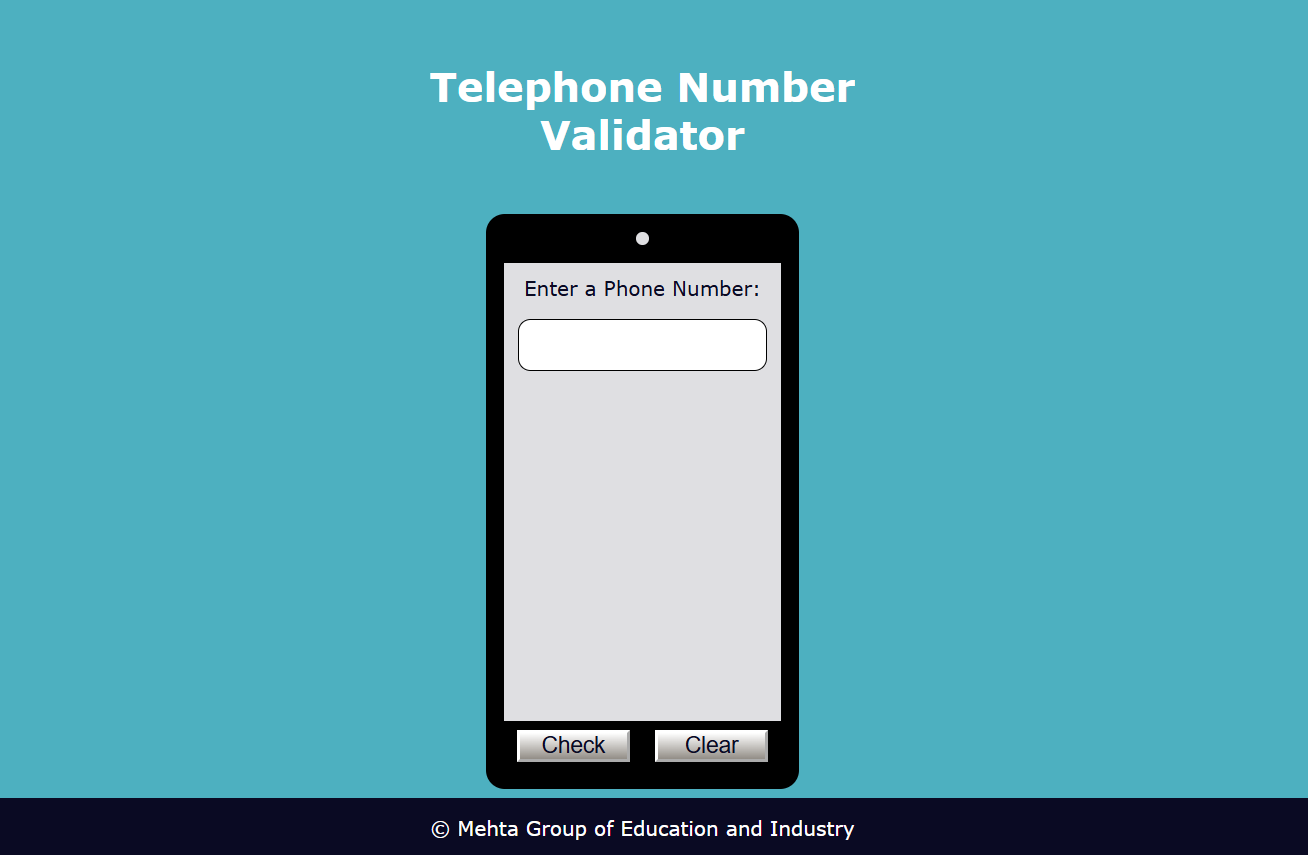 Telephone Number
Validator
Enter a Phone Number:
Check Clear
© Mehta Group of Education and Industry